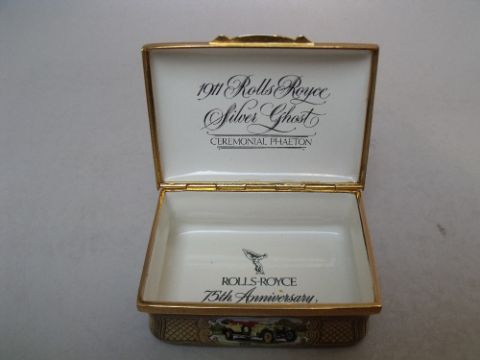 1911 Rolls Royce
Silver Ghost
CEREMONIAL PHAETON
ROLLS-ROYCE
75th Anniversary.